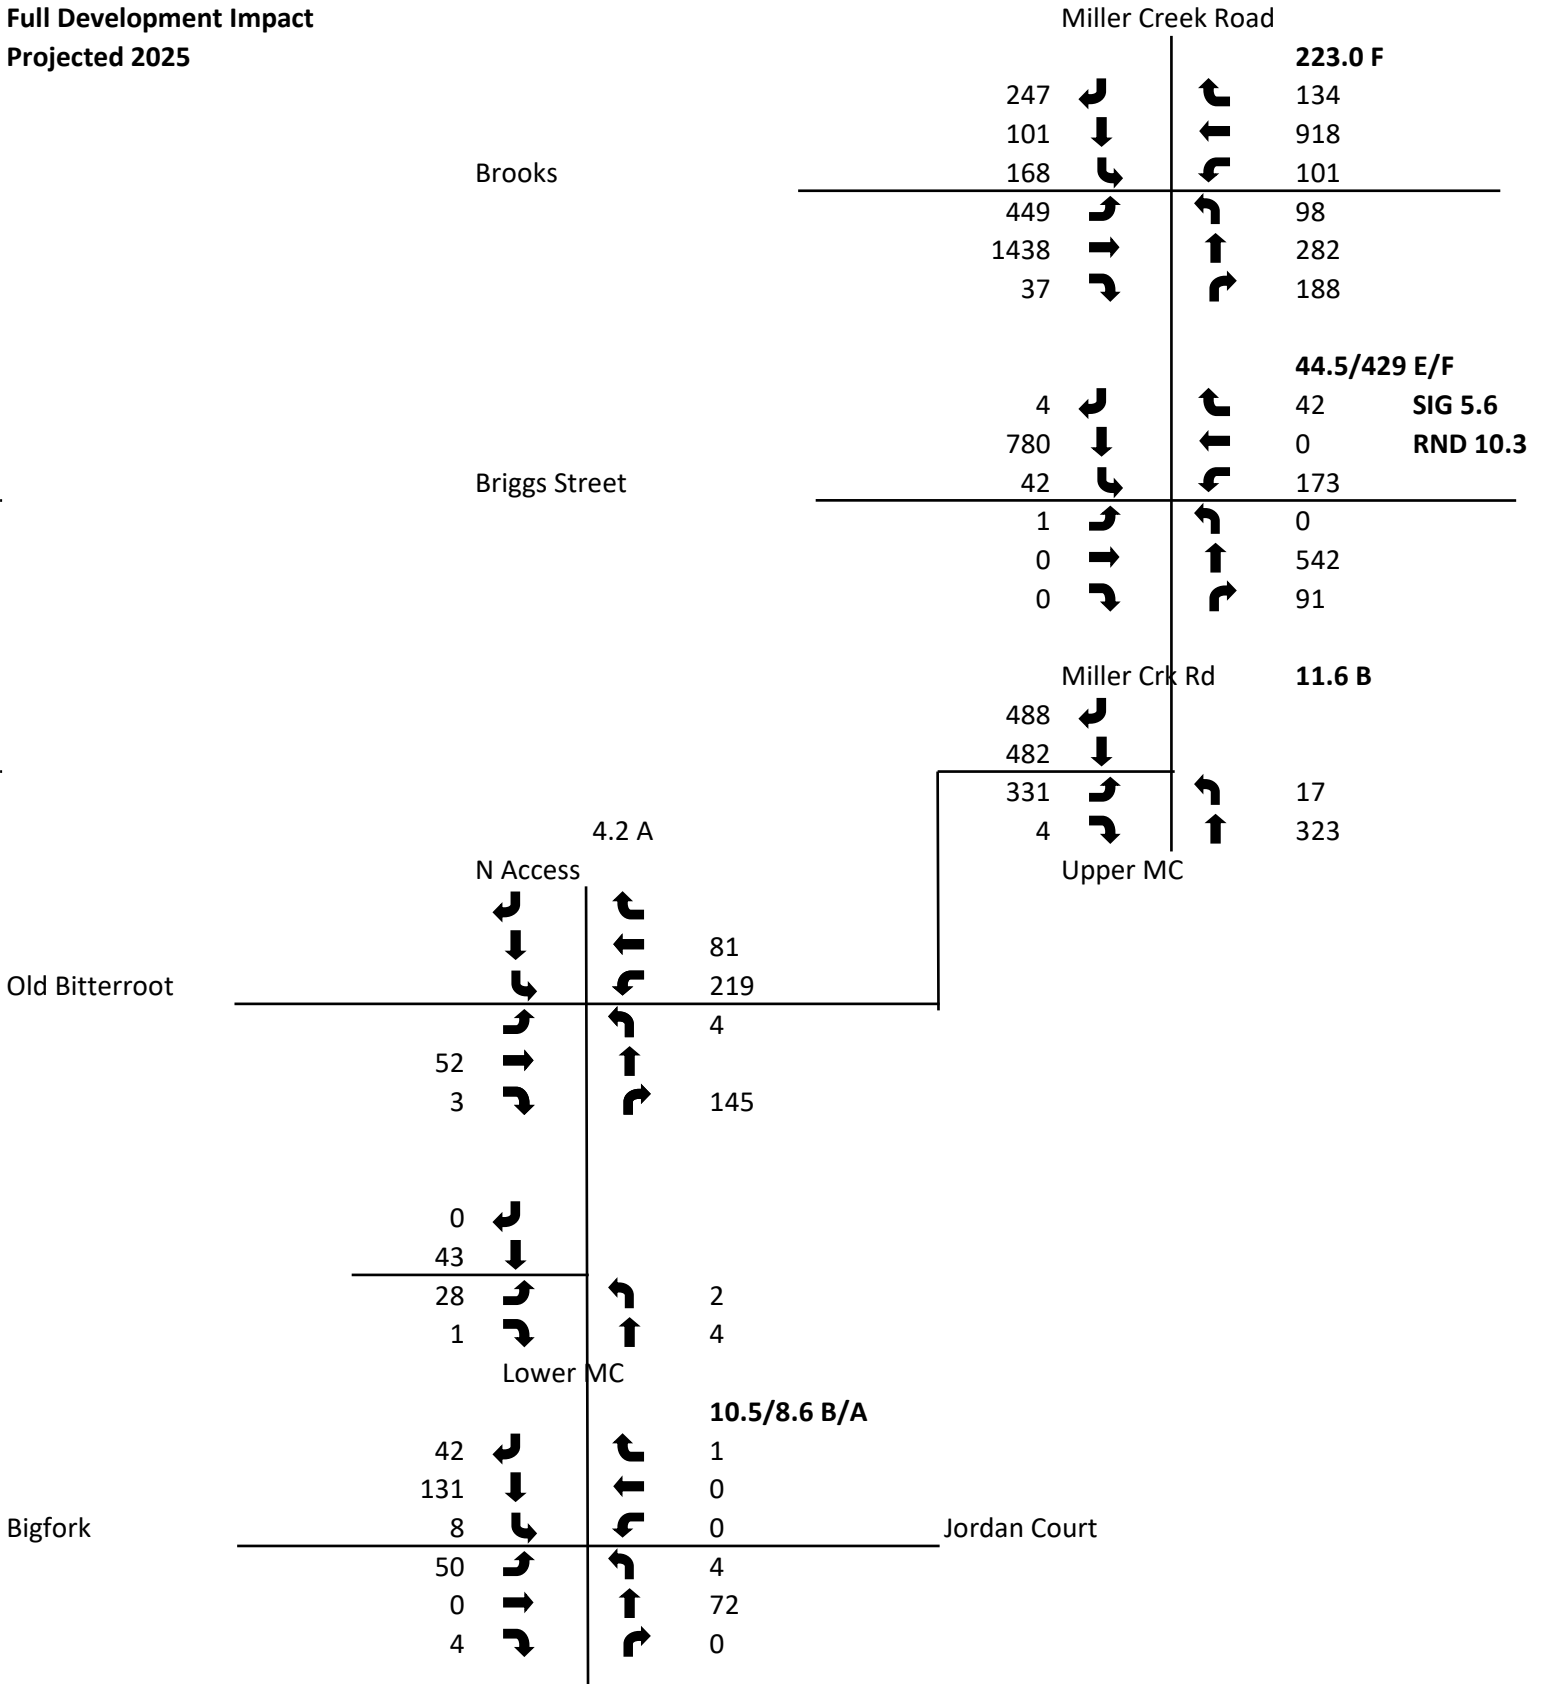 Full Development Impact
Miller Creek Road
Projected 2025
223.0 F
247
134
101
918
Brooks
168
101
449
98
1438
282
37
188
44.5/429 E/F
4
42
SIG 5.6
780
0
RND 10.3
Briggs Street
42
173
1
0
0
542
0
91
Miller Crk Rd
11.6 B
488
482
331
17
4.2 A
4
323
N Access
Upper MC
81
Old Bitterroot
219
4
52
3
145
0
43
28
2
1
4
Lower MC
10.5/8.6 B/A
42
1
131
0
Bigfork
8
0
Jordan Court
50
4
0
72
4
0